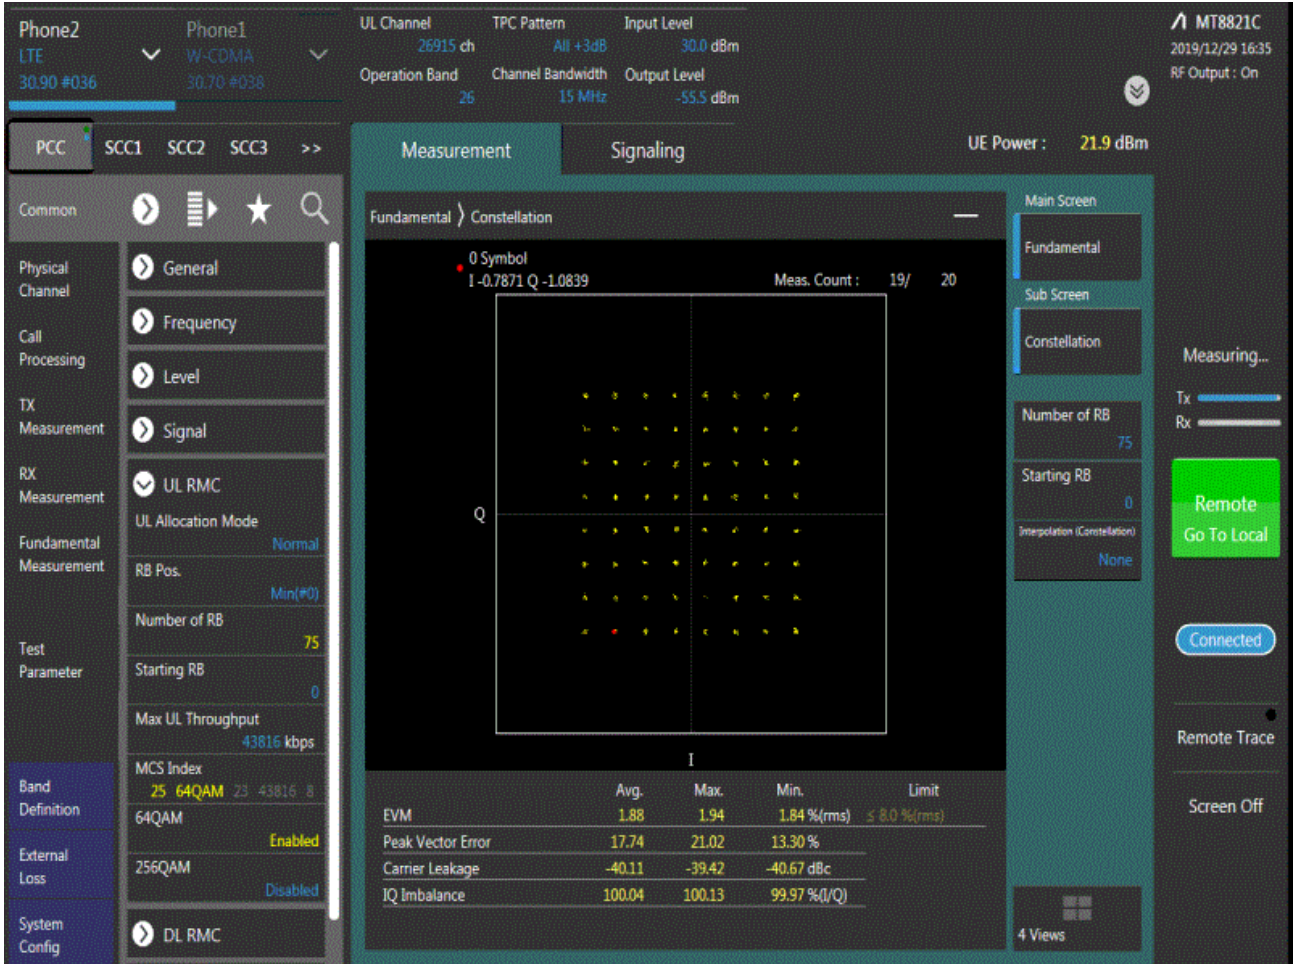 Phone2
LTE
30.90 #036
Phone1
W-CDMA
30.70 #038
UL Channel
26915 ch
TPC Pattern
All +3dB
Input Level
30.0 dBm
Operation Band
26
Channel Bandwidth
15 MHz
Output Level
-55.5 dBm
MT8821C
2019/12/29 16:35
RF Output : On
PCC SCC1 SCC2 SCC3 >>
Measurement Signaling
UE Power : 21.9 dBm
Common
Physical
Channel
Call
Processing
TX
Measurement
RX
Measurement
Fundamental
Measurement
Test
Parameter
Band
Definition
External
Loss
System
Config
General
Frequency
Level
Signal
UL RMC
UL Allocation Mode
Normal
RB Pos.
Min(#0)
Number of RB
75
Starting RB
0
Max UL Throughput
43816 kbps
MCS Index
25 64QAM 23 43816 8
64QAM
Enabled
256QAM
Disabled
DL RMC
Fundamental Constellation
0 Symbol
I -0.7871 Q -1.0839
Meas. Count : 19/ 20
Q
I
Avg. Max. Min. Limit
EVM 1.88 1.94 1.84 %(rms) ≤ 8.0 %(rms)
Peak Vector Error 17.74 21.02 13.30 %
Carrier Leakage -40.11 -39.42 -40.67 dBc
IQ Imbalance 100.04 100.13 99.97 %(I/Q)
Main Screen
Fundamental
Sub Screen
Constellation
Number of RB
75
Starting RB
0
Interpolation (Constellation)
None
4 Views
Measuring...
Tx
Rx
Remote
Go To Local
Connected
Remote Trace
Screen Off